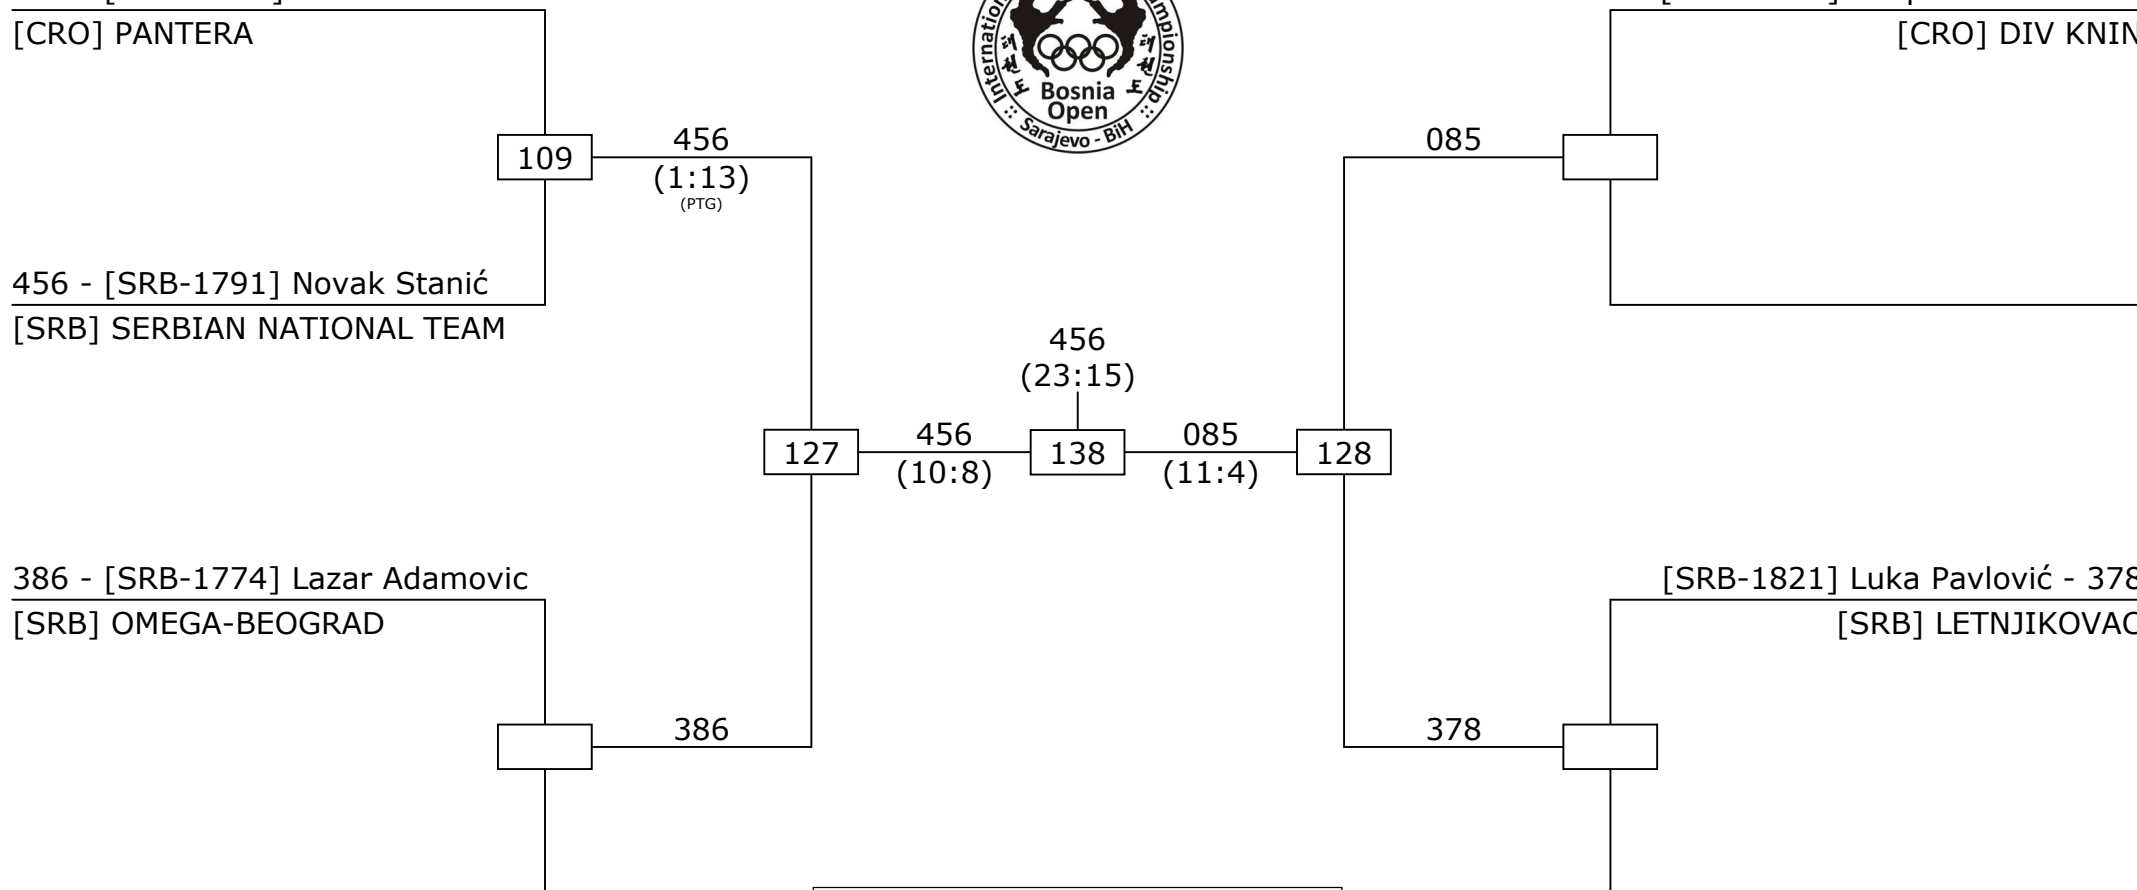 [CRO] PANTERA
[CRO] DIV KNIN
International
Championship
Bosnia
Open
:: Sarajevo - BiH ::
109
456
(1:13)
(PTG)
085
456 - [SRB-1791] Novak Stanić
[SRB] SERBIAN NATIONAL TEAM
456
(23:15)
127
456
(10:8)
138
085
(11:4)
128
386 - [SRB-1774] Lazar Adamovic
[SRB] OMEGA-BEOGRAD
[SRB-1821] Luka Pavlović - 378
[SRB] LETNJIKOVAC
386
378